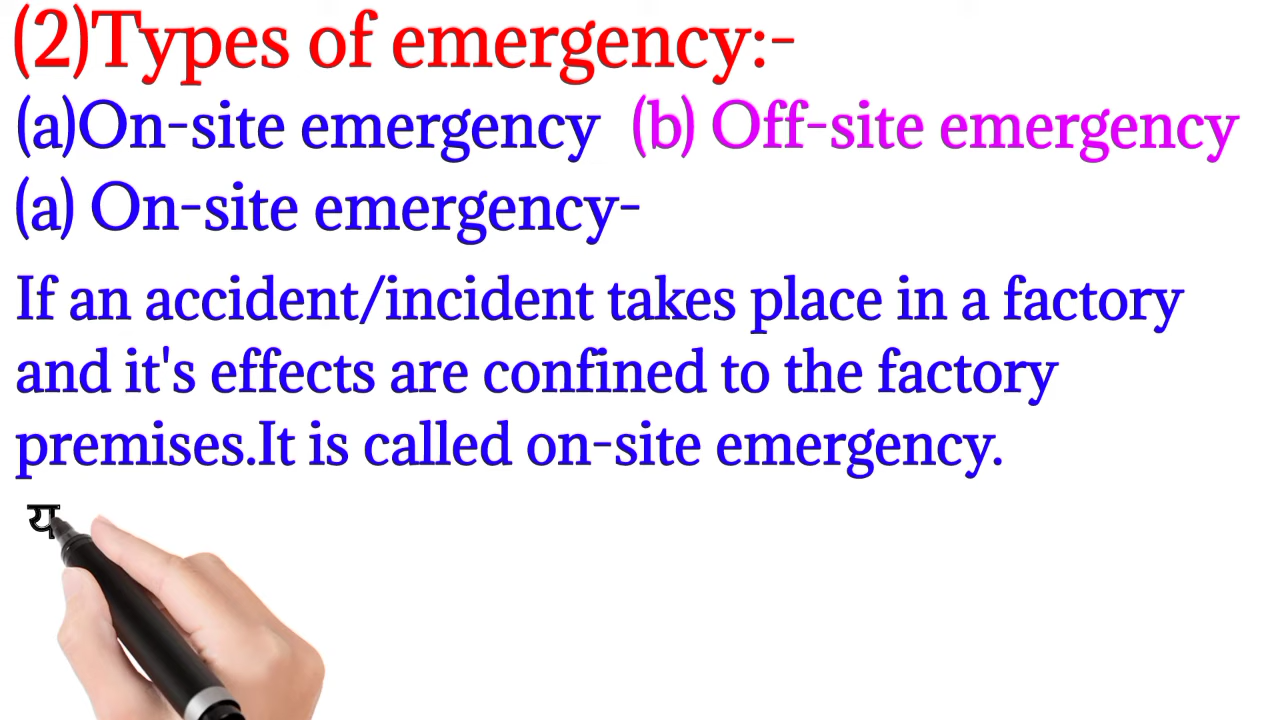 (2)Types of emergency:-
(a)On-site emergency (b) Off-site emergency
(a) On-site emergency-
If an accident/incident takes place in a factory
and it's effects are confined to the factory
premises.It is called on-site emergency.
य